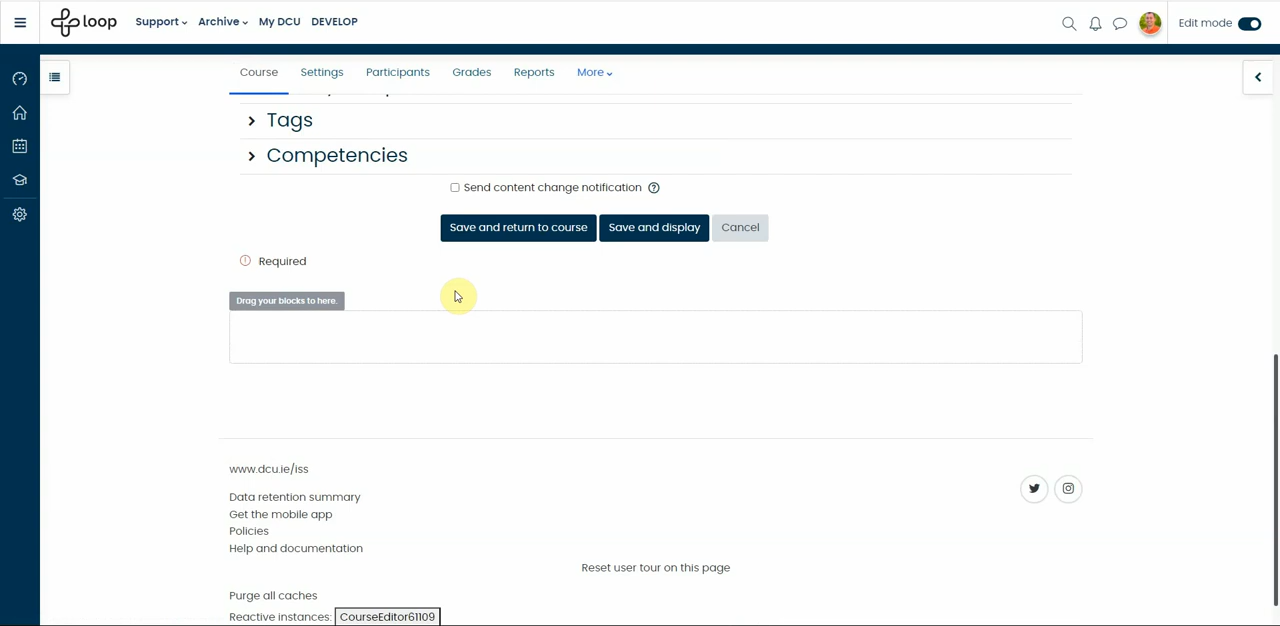 loop
Support
Archive
My DCU
DEVELOP
Edit mode
Course
Settings
Participants
Grades
Reports
More
Tags
Competencies
Send content change notification
Save and return to course
Save and display
Cancel
Required
Drag your blocks to here.
www.dcu.ie/iss
Data retention summary
Get the mobile app
Policies
Help and documentation
Reset user tour on this page
Purge all caches
Reactive instances: CourseEditor61109